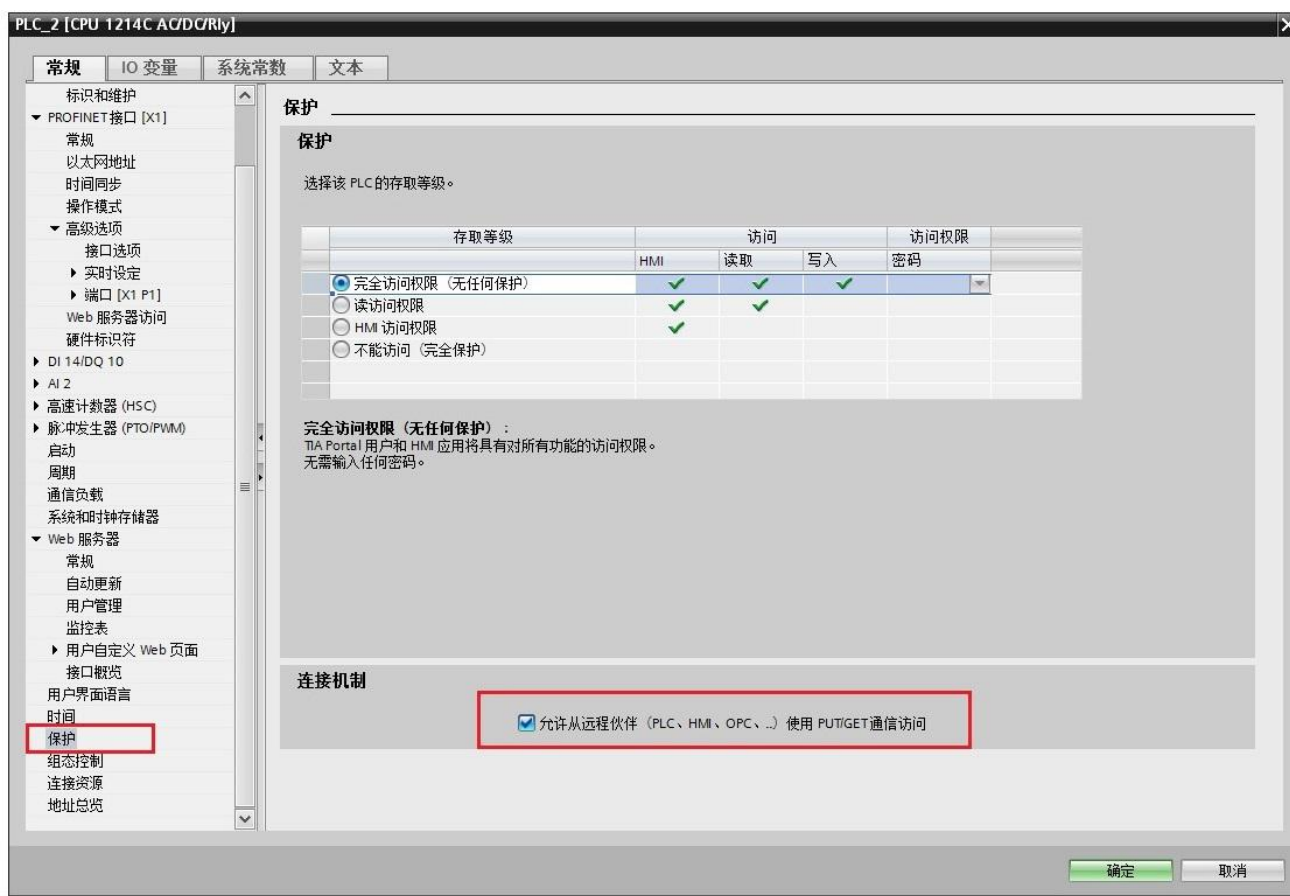 PLC_2 [CPU 1214C AC/DC/Rly]
常规 IO 变量 系统常数 文本
标识和维护
PROFINET接口 [X1]
常规
以太网地址
时间同步
操作模式
高级选项
接口选项
实时设定
端口 [X1 P1]
Web 服务器访问
硬件标识符
DI 14/DQ 10
AI 2
高速计数器 (HSC)
脉冲发生器 (PTO/PWM)
启动
周期
通信负载
系统和时钟存储器
Web 服务器
常规
自动更新
用户管理
监控表
用户自定义 Web 页面
接口概览
用户界面语言
时间
保护
组态控制
连接资源
地址总览
保护
保护
选择该 PLC的存取等级。
存取等级 访问 访问权限
HMI 读取 写入 密码
完全访问权限（无任何保护）
读访问权限
HMI 访问权限
不能访问（完全保护）
完全访问权限（无任何保护）:
TIA Portal 用户和 HMI 应用将具有对所有功能的访问权限。
无需输入任何密码。
连接机制
允许从远程伙伴（PLC、HMI、OPC、...）使用 PUT/GET通信访问
确定 取消